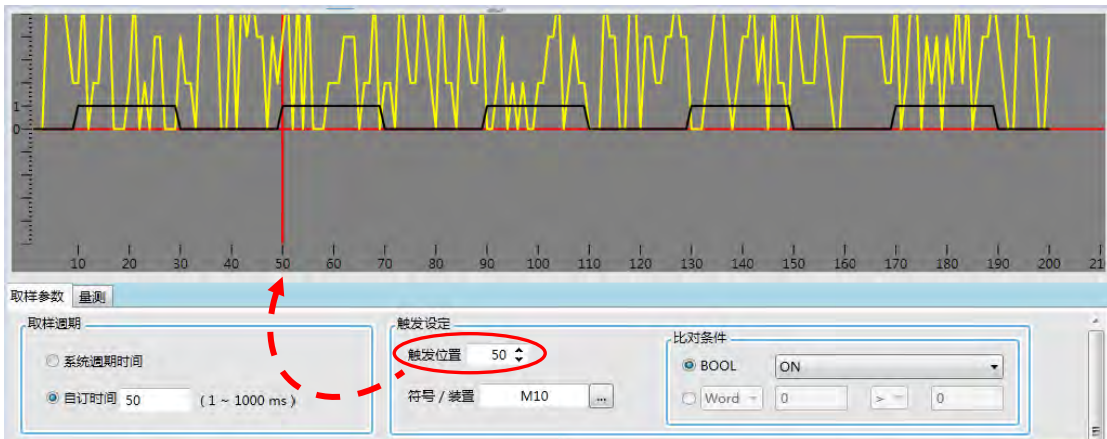 1
0
10 20 30 40 50 60 70 80 90 100 110 120 130 140 150 160 170 180 190 200 21
取样参数 量测
取样週期
系统週期时间
自订时间 50 (1 ~ 1000 ms)
触发设定
触发位置 50
符号 / 装置 M10 ...
比对条件
BOOL ON
Word 0 > 0